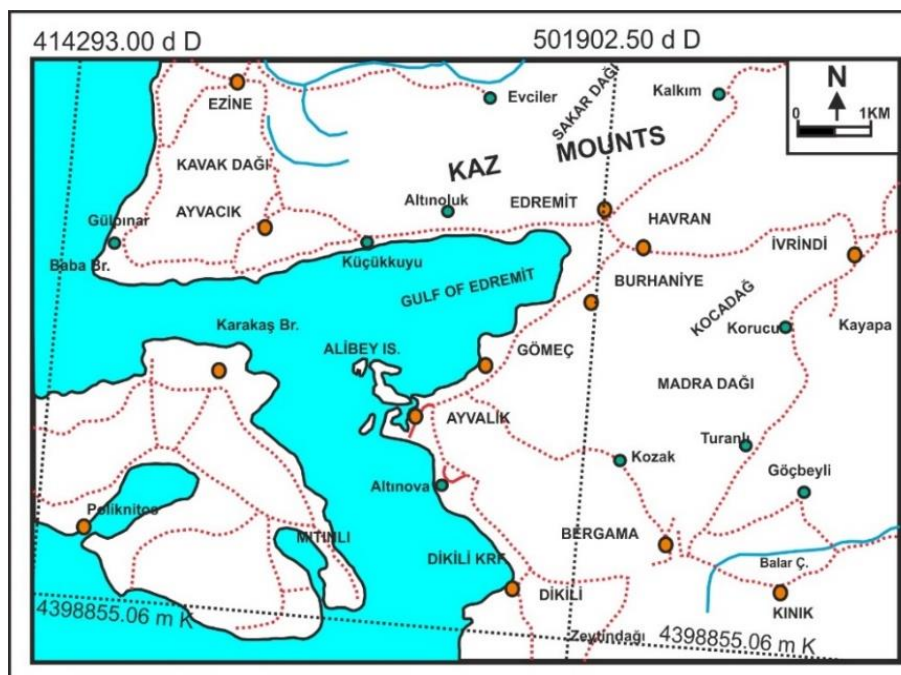 414293.00 d D
501902.50 d D
N
0 1KM
EZINE
Evciler
SAKAR DAĞI
Kalkım
KAVAK DAĞI
KAZ MOUNTS
AYVACIK
Altınoluk
EDREMİT
HAVRAN
Gülpınar
İVRİNDİ
Baba Br.
Küçükkuyu
GULF OF EDREMİT
BURHANİYE
KOCADAĞ
Karakaş Br.
Korucu
Kayapa
ALİBEY IS.
GÖMEÇ
MADRA DAĞI
AYVALIK
Turanlı
Kozak
Göçbeyli
Altınova
Poliknitos
MITINLI
BERGAMA
DİKİLİ KRF
Balar Ç.
DİKİLİ
KINIK
4398855.06 m K
Zeytindağı
4398855.06 m K